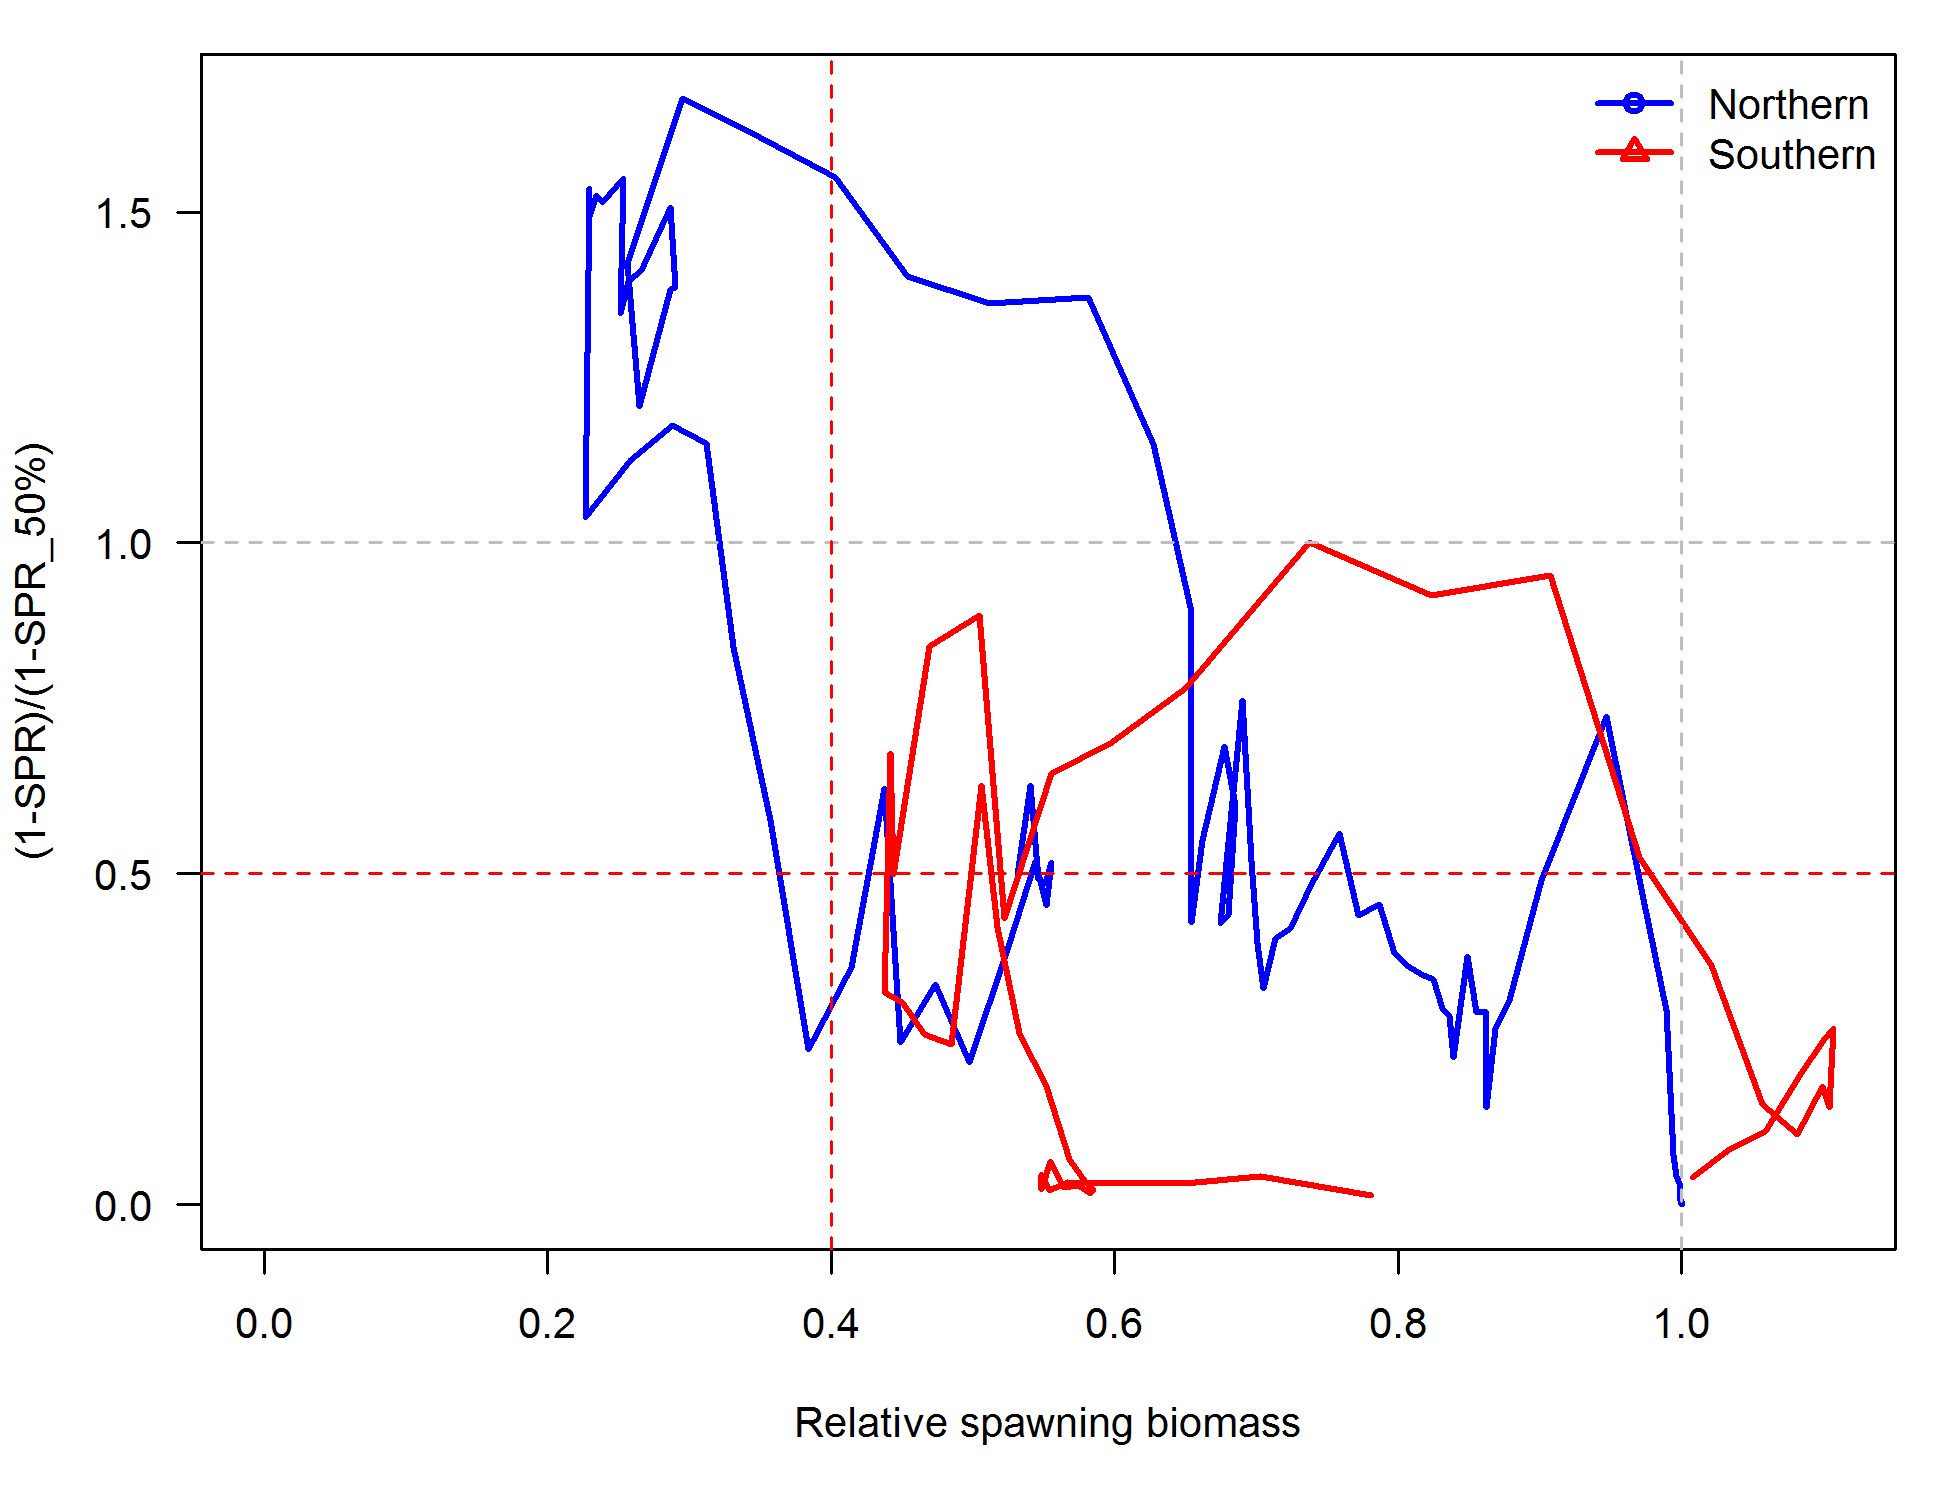 Northern
Southern
1.5
1.0
0.5
0.0
(1-SPR)/(1-SPR_50%)
0.0 0.2 0.4 0.6 0.8 1.0
Relative spawning biomass